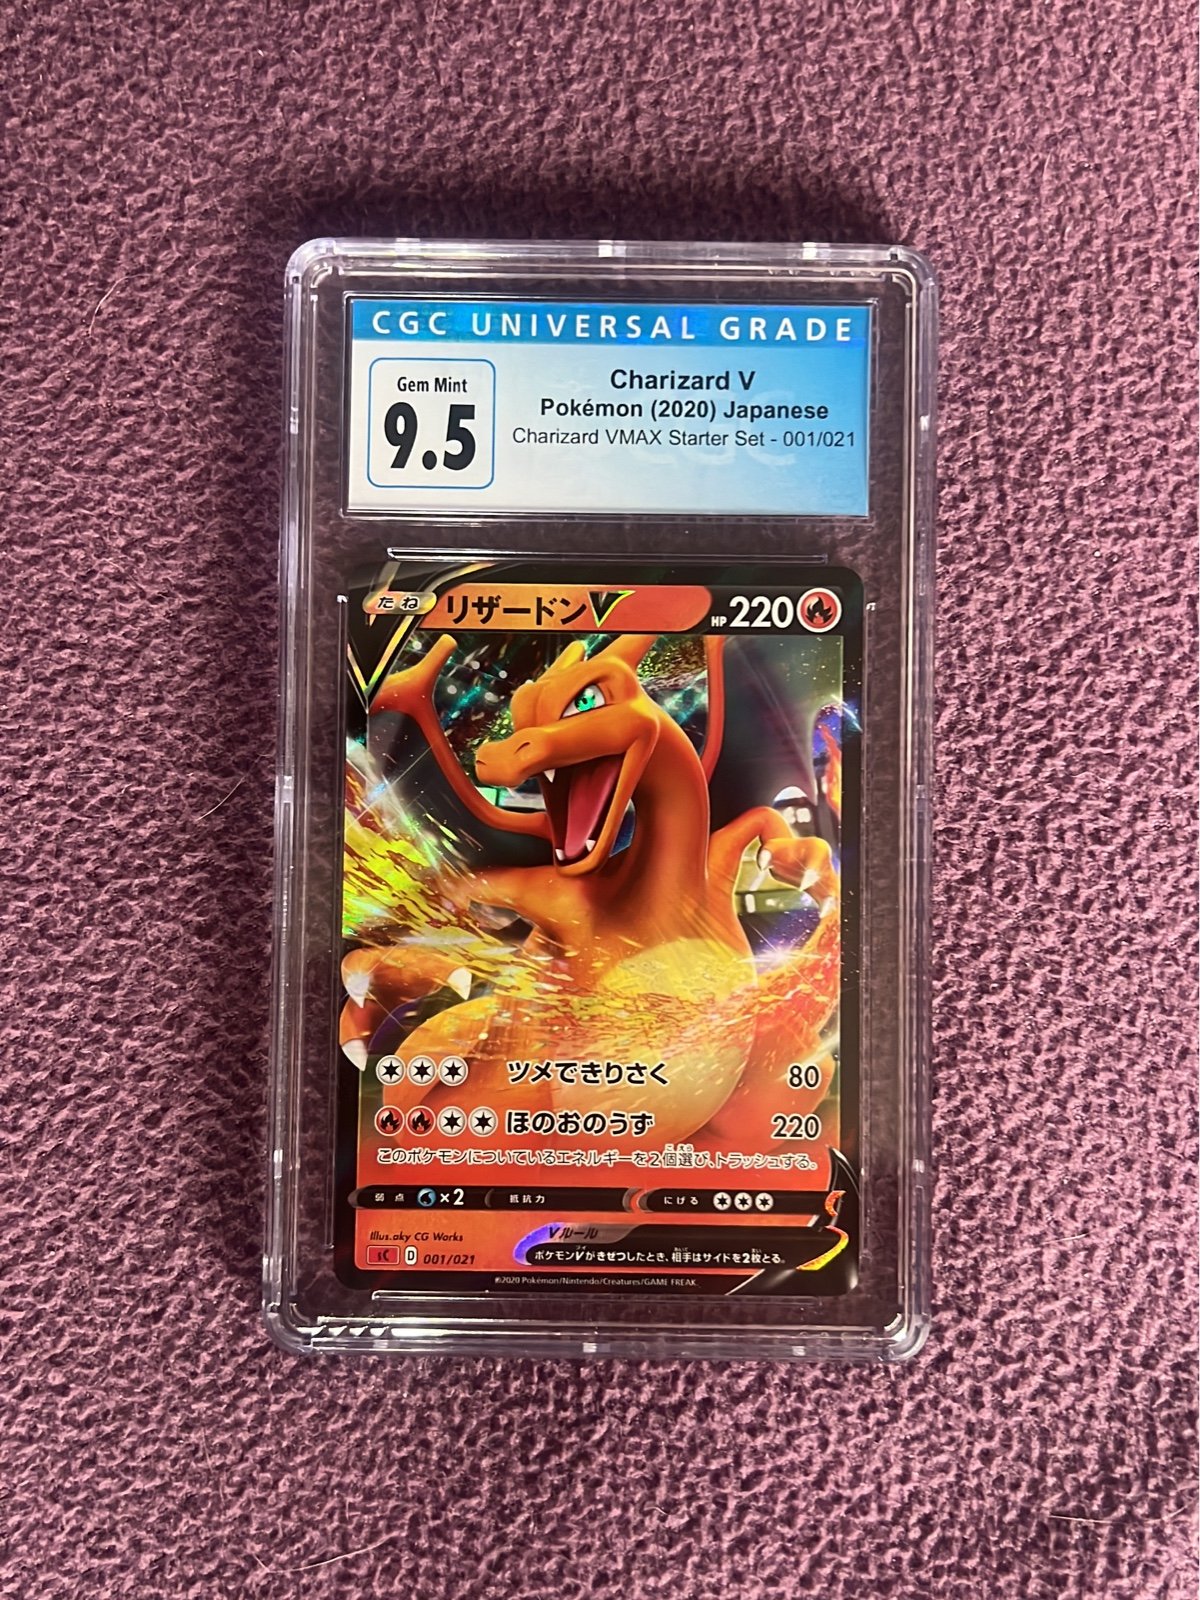 CGC UNIVERSAL GRADE
Gem Mint
9.5
Charizard V
Pokémon (2020) Japanese
Charizard VMAX Starter Set - 001/021
たね リザードンV HP 220
ツメできりさく 80
ほのおのうず 220
このポケモンについているエネルギーを2個選び、トラッシュする。
弱点 ×2 抵抗力 にげる
Illus.aky CG Works
Vルール
ポケモンVがきぜつしたとき、相手はサイドを2枚とる。
sC D 001/021
©2020 Pokémon/Nintendo/Creatures/GAME FREAK.